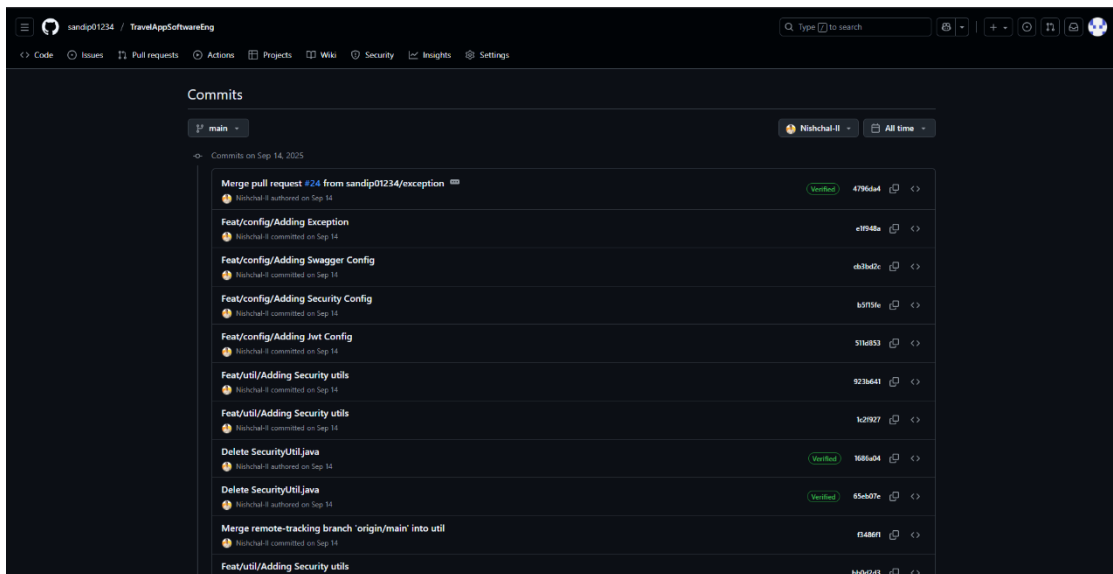 sandip01234 / TravelAppSoftwareEng
Type / to search
Code Issues Pull requests Actions Projects Wiki Security Insights Settings
Commits
main
Nishchal-II
All time
Commits on Sep 14, 2025
Merge pull request #24 from sandip01234/exception
Nishchal-II authored on Sep 14
Verified
4796da4
Feat/config/Adding Exception
Nishchal-II committed on Sep 14
e1f948a
Feat/config/Adding Swagger Config
Nishchal-II committed on Sep 14
eb3bd2c
Feat/config/Adding Security Config
Nishchal-II committed on Sep 14
b5f15fe
Feat/config/Adding Jwt Config
Nishchal-II committed on Sep 14
511d853
Feat/util/Adding Security utils
Nishchal-II committed on Sep 14
923b641
Feat/util/Adding Security utils
Nishchal-II committed on Sep 14
1c2f927
Delete SecurityUtil.java
Nishchal-II authored on Sep 14
Verified
1686a04
Delete SecurityUtil.java
Nishchal-II authored on Sep 14
Verified
65eb07e
Merge remote-tracking branch 'origin/main' into util
Nishchal-II committed on Sep 14
f3486f1
Feat/util/Adding Security utils